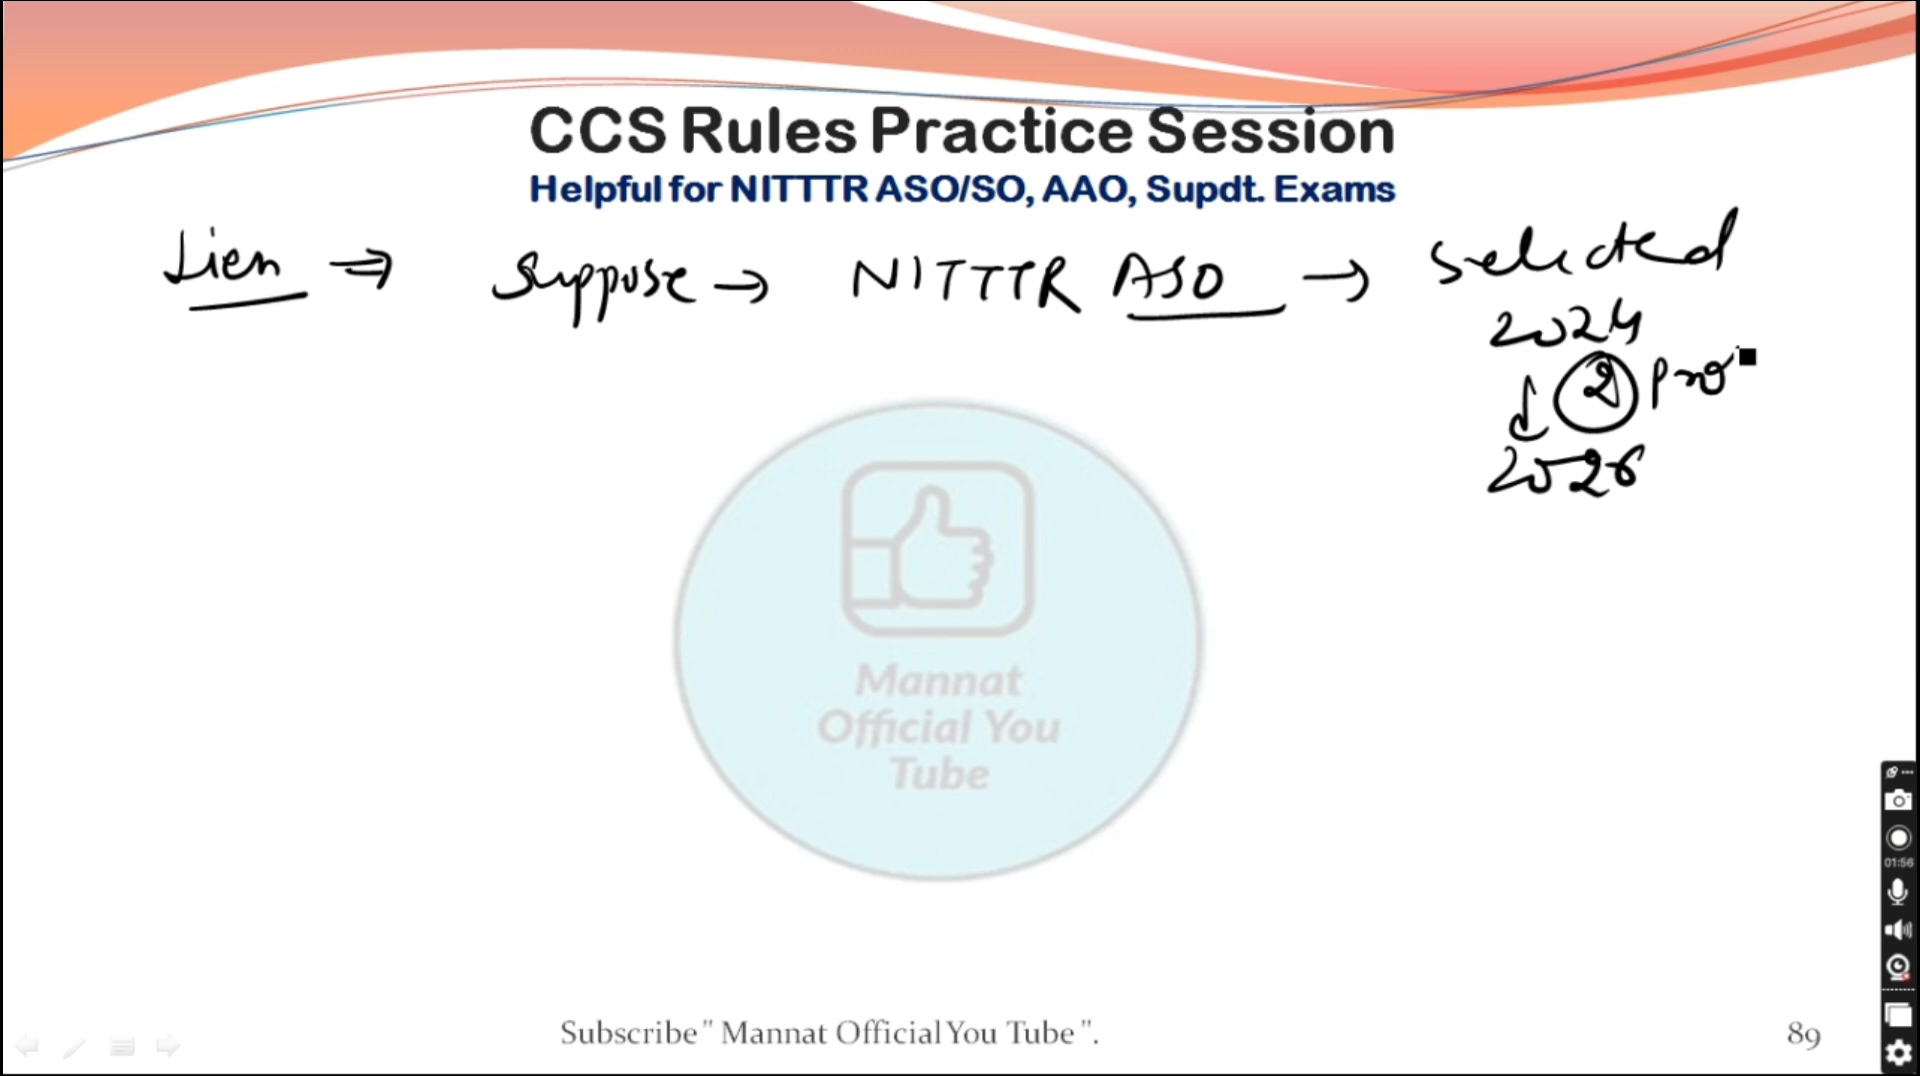 CCS Rules Practice Session
Helpful for NITTTR ASO/SO, AAO, Supdt. Exams
Lien ⇒ Suppose → NITTTR ASO → Selected
2024
↓ 2 Pro
2026
Mannat
Official You
Tube
01:56
Subscribe " Mannat Official You Tube ".
89